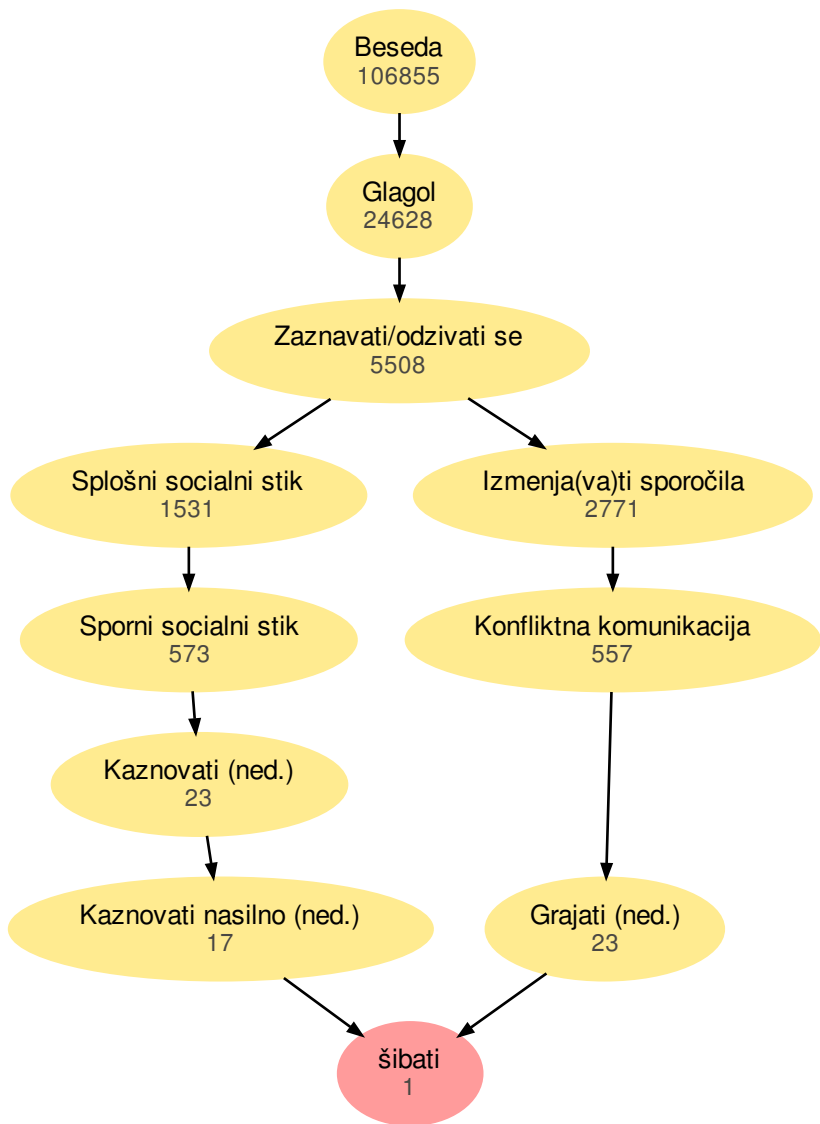 Beseda
106855
Glagol
24628
Zaznavati/odzivati se
5508
Splošni socialni stik
1531
Izmenja(va)ti sporočila
2771
Sporni socialni stik
573
Konfliktna komunikacija
557
Kaznovati (ned.)
23
Kaznovati nasilno (ned.)
17
Grajati (ned.)
23
šibati
1